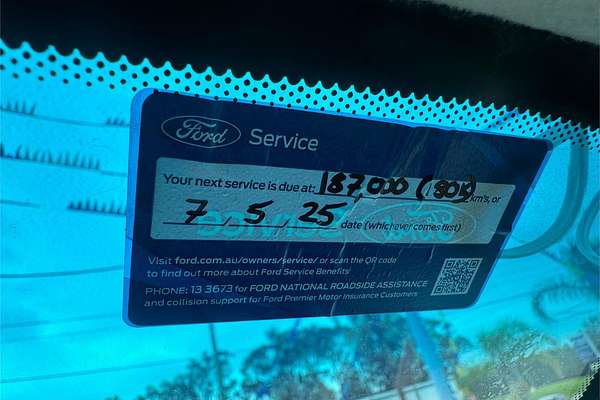 Ford Service
Your next service is due at: 187,000 (180K) km's, or
7 . 5 . 25 date (whichever comes first)
Visit ford.com.au/owners/service/ or scan the QR code
to find out more about Ford Service Benefits
PHONE: 13 3673 for FORD NATIONAL ROADSIDE ASSISTANCE
and collision support for Ford Premier Motor Insurance Customers